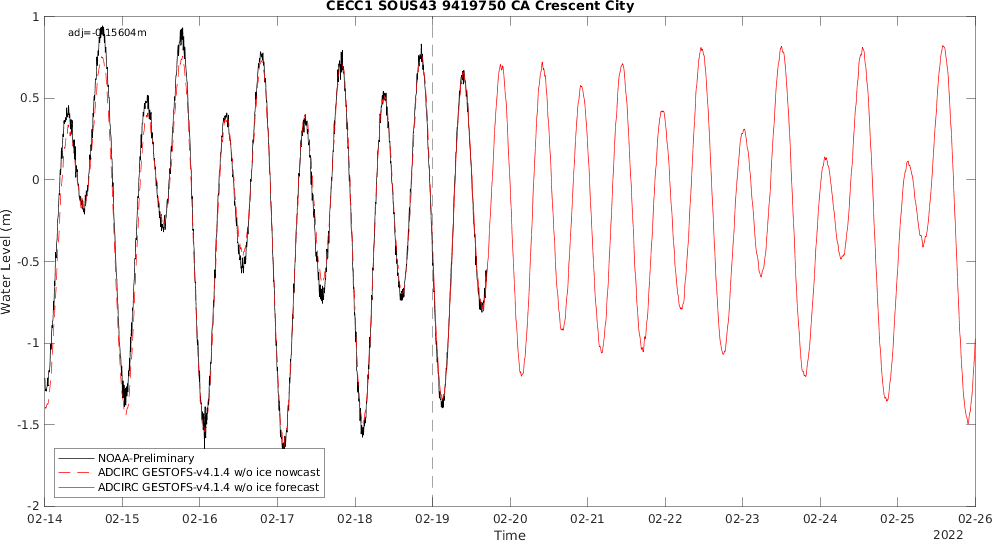 CECC1 SOUS43 9419750 CA Crescent City
adj=-0.15604m
1
0.5
0
-0.5
-1
-1.5
-2
Water Level (m)
NOAA-Preliminary
ADCIRC GESTOFS-v4.1.4 w/o ice nowcast
ADCIRC GESTOFS-v4.1.4 w/o ice forecast
02-14 02-15 02-16 02-17 02-18 02-19 02-20 02-21 02-22 02-23 02-24 02-25 02-26
Time
2022